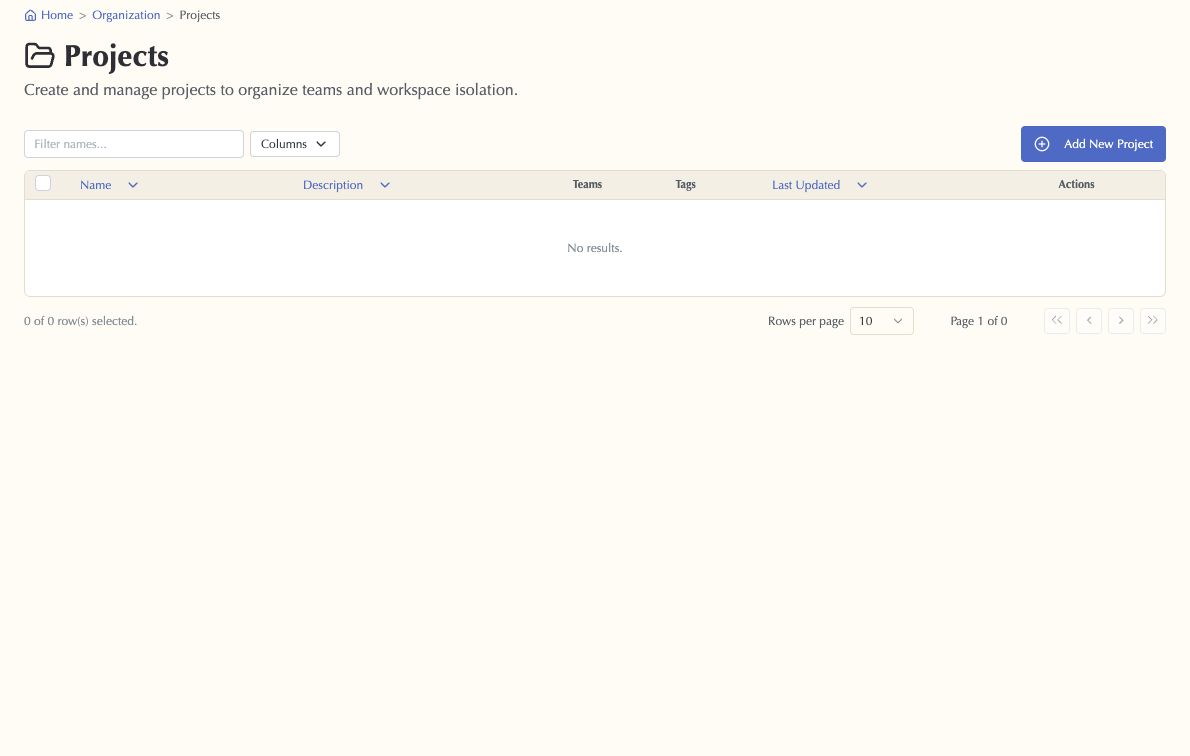 Home > Organization > Projects
Projects
Create and manage projects to organize teams and workspace isolation.
Filter names...
Columns
Add New Project
Name Description Teams Tags Last Updated Actions
No results.
0 of 0 row(s) selected.
Rows per page 10 Page 1 of 0